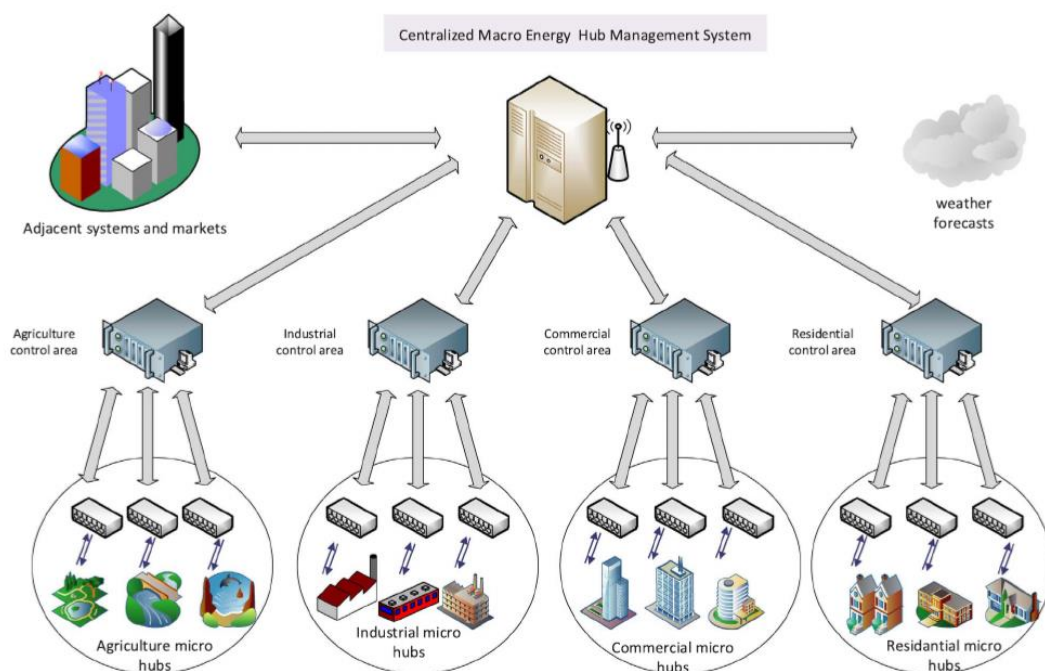 Centralized Macro Energy Hub Management System
Adjacent systems and markets
weather
forecasts
Agriculture
control area
Industrial
control area
Commercial
control area
Residential
control area
Agriculture micro
hubs
Industrial micro
hubs
Commercial micro
hubs
Residantial micro
hubs